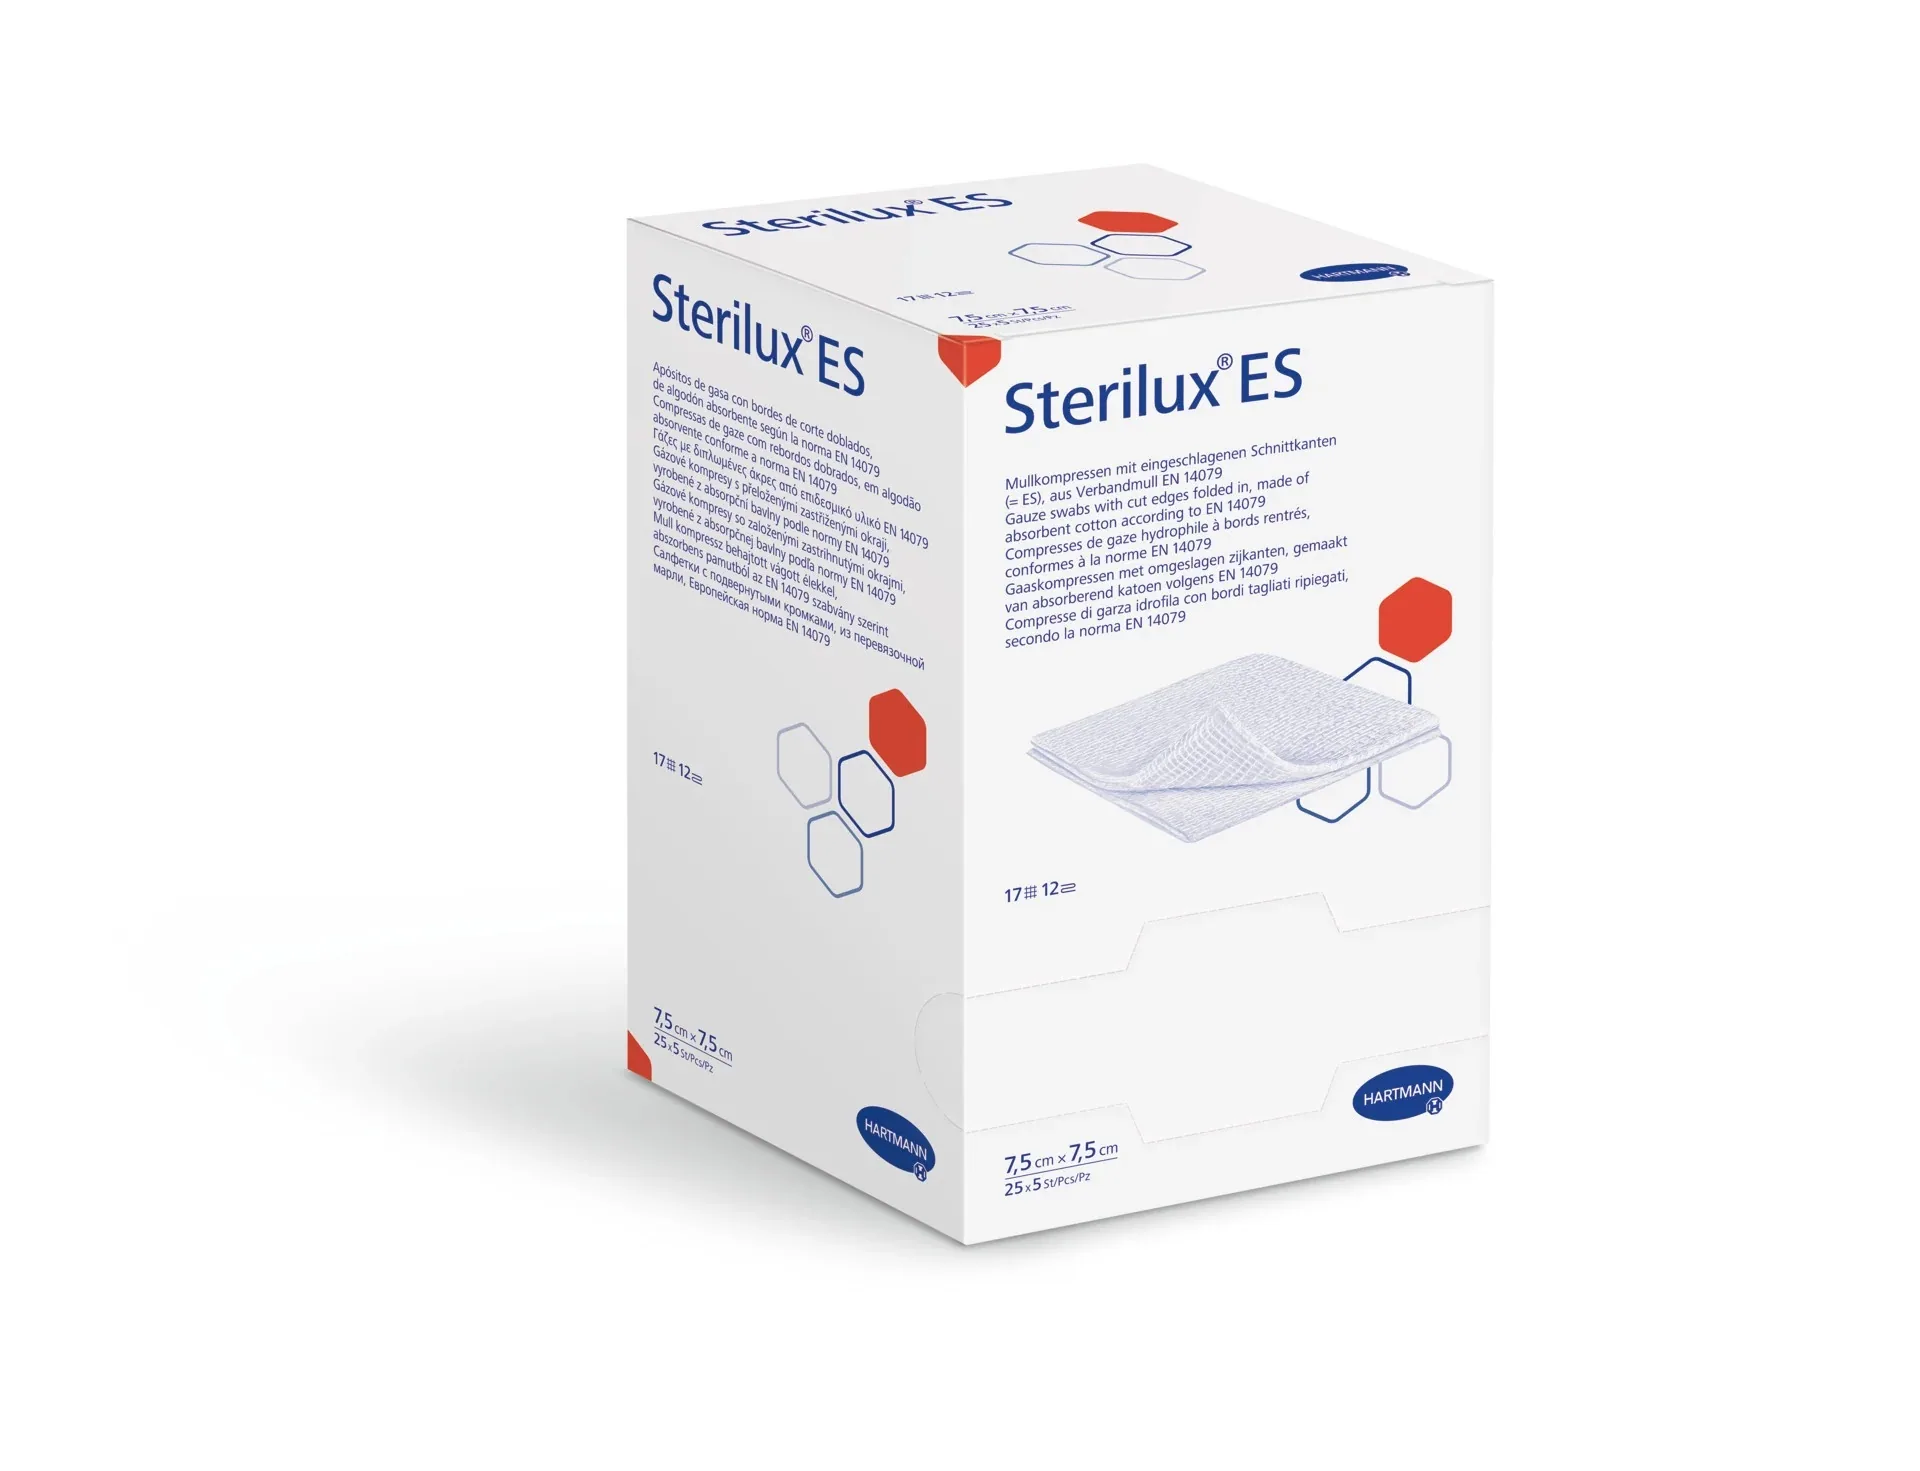 Sterilux® ES
17 12
7,5 cm x 7,5 cm
25 x 5 St/Pcs/Pz
HARTMANN
Sterilux® ES
Apósitos de gasa con bordes de corte doblados,
de algodón absorbente según la norma EN 14079
Compressas de gaze com rebordos dobrados, em algodão
absorvente conforme a norma EN 14079
Γάζες με διπλωμένες άκρες από επιδεσμικό υλικό EN 14079
Gázové kompresy s přeloženými zastřiženými okraji,
vyrobené z absorpční bavlny podle normy EN 14079
Gázové kompresy so založenými zastrihnutými okrajmi,
vyrobené z absorpčnej bavlny podľa normy EN 14079
Mull kompressz behajtott vágott élekkel,
abszorbens pamutból az EN 14079 szabvány szerint
Салфетки с подвернутыми кромками, из перевязочной
марли, Европейская норма EN 14079
17 12
7,5 cm x 7,5 cm
25 x 5 St/Pcs/Pz
HARTMANN
Sterilux® ES
Mullkompressen mit eingeschlagenen Schnittkanten
(= ES), aus Verbandmull EN 14079
Gauze swabs with cut edges folded in, made of
absorbent cotton according to EN 14079
Compresses de gaze hydrophile à bords rentrés,
conformes à la norme EN 14079
Gaaskompressen met omgeslagen zijkanten, gemaakt
van absorberend katoen volgens EN 14079
Compresse di garza idrofila con bordi tagliati ripiegati,
secondo la norma EN 14079
17 12
HARTMANN
7,5 cm x 7,5 cm
25 x 5 St/Pcs/Pz